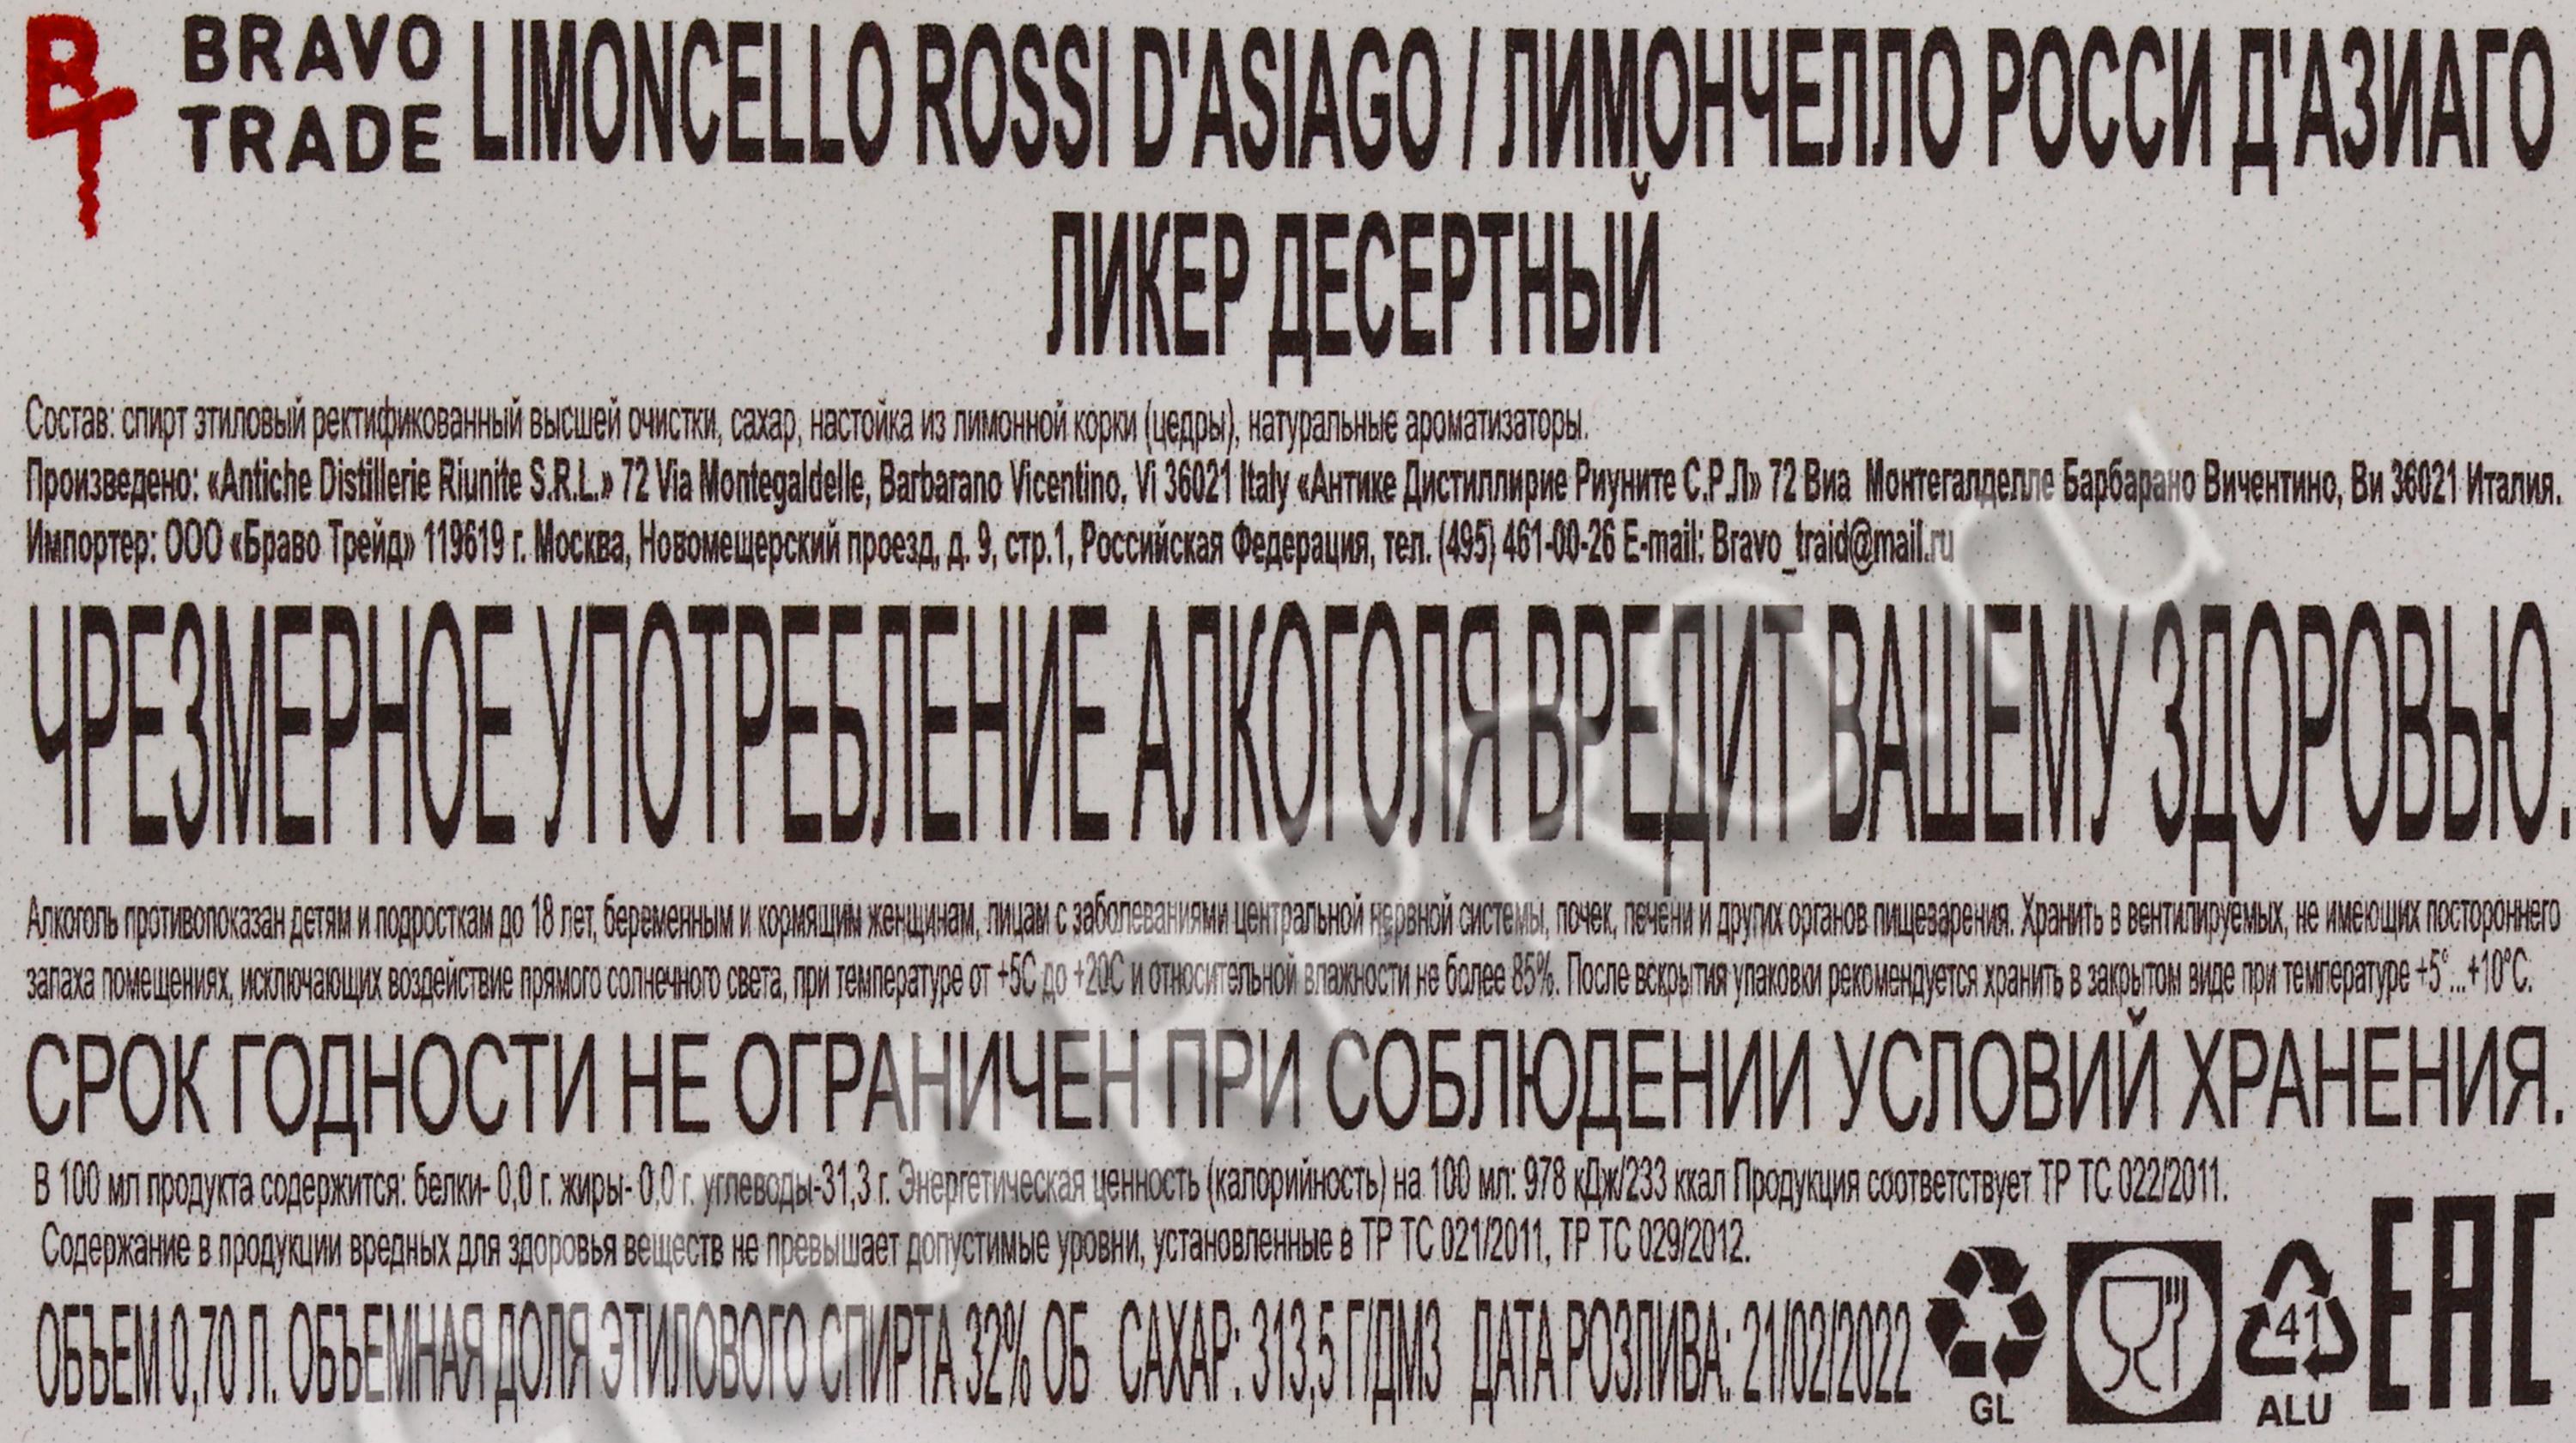 BT BRAVO TRADE LIMONCELLO ROSSI D'ASIAGO / ЛИМОНЧЕЛЛО РОССИ Д'АЗИАГО
ЛИКЕР ДЕСЕРТНЫЙ
Состав: спирт этиловый ректификованный высшей очистки, сахар, настойка из лимонной корки (цедры), натуральные ароматизаторы.
Произведено: «Antiche Distillerie Riunite S.R.L.» 72 Via Montegaldelle, Barbarano Vicentino, Vi 36021 Italy «Антике Дистиллирие Риуните С.Р.Л» 72 Виа Монтегалделле Барбарано Вичентино, Ви 36021 Италия.
Импортер: ООО «Браво Трейд» 119619 г. Москва, Новомещерский проезд, д. 9, стр.1, Российская Федерация, тел. (495) 461-00-26 E-mail: Bravo_traid@mail.ru
ЧРЕЗМЕРНОЕ УПОТРЕБЛЕНИЕ АЛКОГОЛЯ ВРЕДИТ ВАШЕМУ ЗДОРОВЬЮ.
Алкоголь противопоказан детям и подросткам до 18 лет, беременным и кормящим женщинам, лицам с заболеваниями центральной нервной системы, почек, печени и других органов пищеварения. Хранить в вентилируемых, не имеющих постороннего
запаха помещениях, исключающих воздействие прямого солнечного света, при температуре от +5С до +20С и относительной влажности не более 85%. После вскрытия упаковки рекомендуется хранить в закрытом виде при температуре +5°...+10°С.
СРОК ГОДНОСТИ НЕ ОГРАНИЧЕН ПРИ СОБЛЮДЕНИИ УСЛОВИЙ ХРАНЕНИЯ.
В 100 мл продукта содержится: белки- 0,0 г. жиры- 0,0 г. углеводы-31,3 г. Энергетическая ценность (калорийность) на 100 мл: 978 кДж/233 ккал Продукция соответствует ТР ТС 022/2011.
Содержание в продукции вредных для здоровья веществ не превышает допустимые уровни, установленные в ТР ТС 021/2011, ТР ТС 029/2012.
ОБЪЕМ 0,70 Л. ОБЪЕМНАЯ ДОЛЯ ЭТИЛОВОГО СПИРТА 32% ОБ САХАР: 313,5 Г/ДМ3 ДАТА РОЗЛИВА: 21/02/2022
GL
41
ALU
EAC